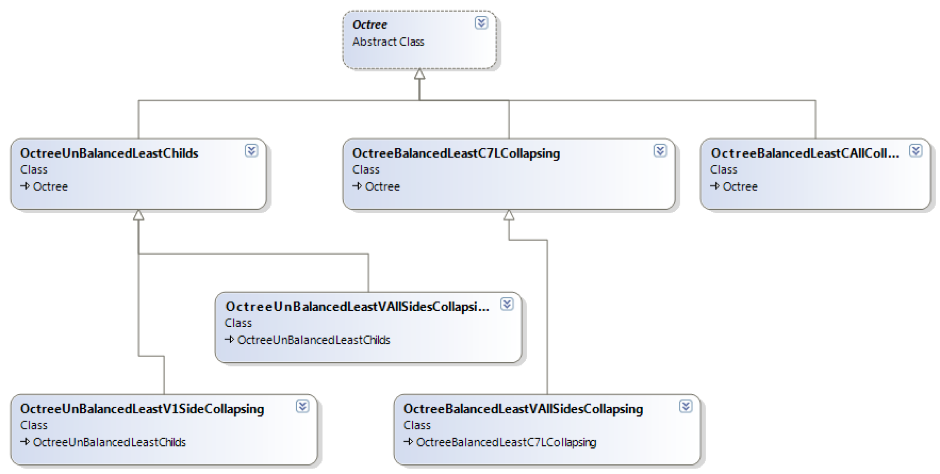 Octree
Abstract Class
OctreeUnBalancedLeastChilds
Class
Octree
OctreeBalancedLeastC7LCollapsing
Class
Octree
OctreeBalancedLeastCAllColl...
Class
Octree
OctreeUnBalancedLeastVAllSidesCollapsi...
Class
OctreeUnBalancedLeastChilds
OctreeUnBalancedLeastV1SideCollapsing
Class
OctreeUnBalancedLeastChilds
OctreeBalancedLeastVAllSidesCollapsing
Class
OctreeBalancedLeastC7LCollapsing